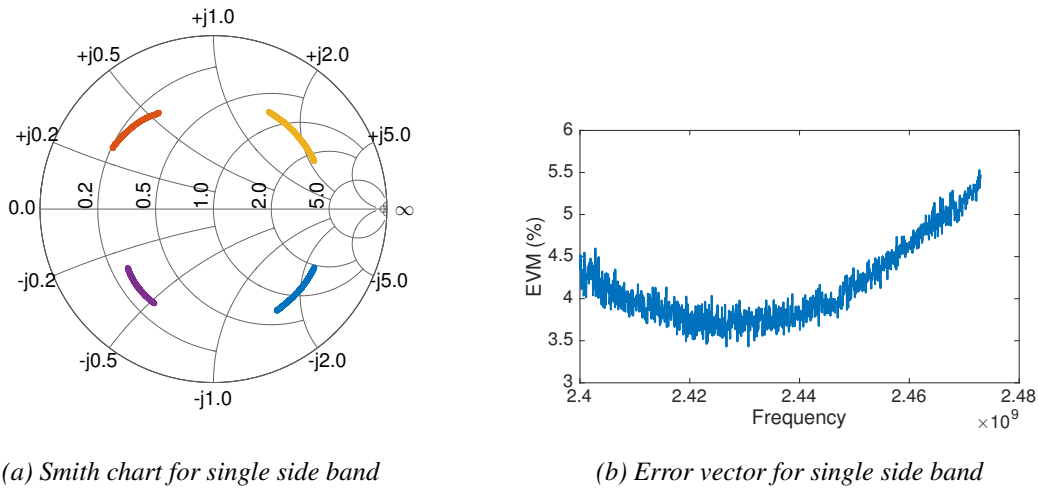 +j1.0
+j0.5
+j2.0
+j0.2
+j5.0
0.0
0.2
0.5
1.0
2.0
5.0
∞
-j0.2
-j5.0
-j0.5
-j2.0
-j1.0
EVM (%)
6
5.5
5
4.5
4
3.5
3
2.4
2.42
2.44
2.46
2.48
Frequency
×10⁹
(a) Smith chart for single side band
(b) Error vector for single side band